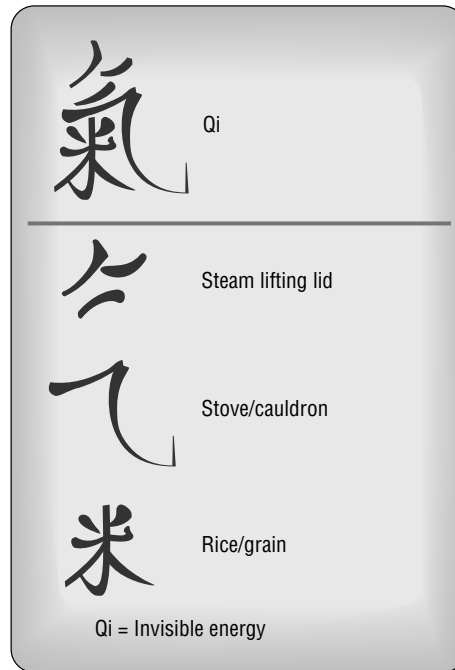 氣 Qi
Steam lifting lid
Stove/cauldron
米 Rice/grain
Qi = Invisible energy